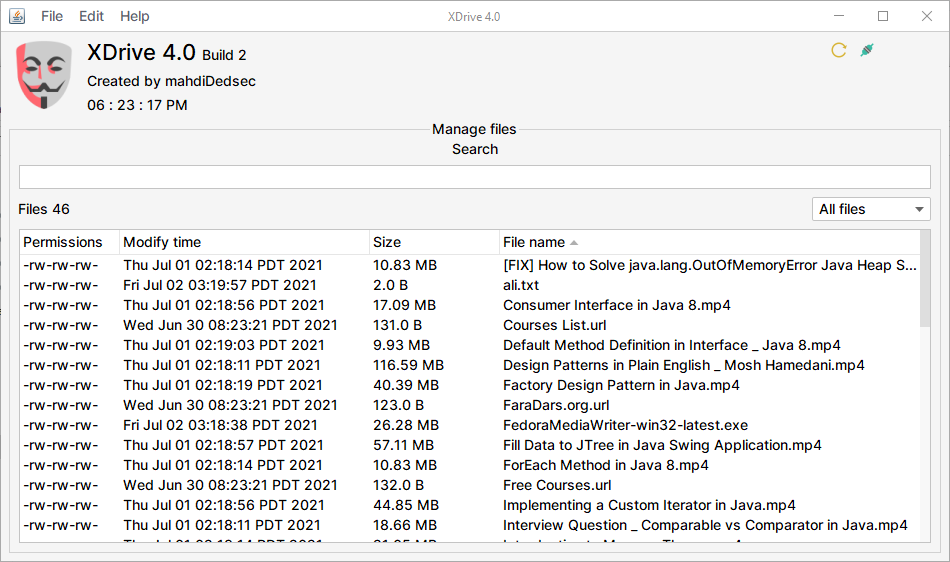 File Edit Help XDrive 4.0
XDrive 4.0 Build 2
Created by mahdiDedsec
06 : 23 : 17 PM
Manage files
Search
Files 46 All files
Permissions Modify time Size File name
-rw-rw-rw- Thu Jul 01 02:18:14 PDT 2021 10.83 MB [FIX] How to Solve java.lang.OutOfMemoryError Java Heap S...
-rw-rw-rw- Fri Jul 02 03:19:57 PDT 2021 2.0 B ali.txt
-rw-rw-rw- Thu Jul 01 02:18:56 PDT 2021 17.09 MB Consumer Interface in Java 8.mp4
-rw-rw-rw- Wed Jun 30 08:23:21 PDT 2021 131.0 B Courses List.url
-rw-rw-rw- Thu Jul 01 02:19:03 PDT 2021 9.93 MB Default Method Definition in Interface _ Java 8.mp4
-rw-rw-rw- Thu Jul 01 02:18:11 PDT 2021 116.59 MB Design Patterns in Plain English _ Mosh Hamedani.mp4
-rw-rw-rw- Thu Jul 01 02:18:19 PDT 2021 40.39 MB Factory Design Pattern in Java.mp4
-rw-rw-rw- Wed Jun 30 08:23:21 PDT 2021 123.0 B FaraDars.org.url
-rw-rw-rw- Fri Jul 02 03:18:38 PDT 2021 26.28 MB FedoraMediaWriter-win32-latest.exe
-rw-rw-rw- Thu Jul 01 02:18:57 PDT 2021 57.11 MB Fill Data to JTree in Java Swing Application.mp4
-rw-rw-rw- Thu Jul 01 02:18:14 PDT 2021 10.83 MB ForEach Method in Java 8.mp4
-rw-rw-rw- Wed Jun 30 08:23:21 PDT 2021 132.0 B Free Courses.url
-rw-rw-rw- Thu Jul 01 02:18:56 PDT 2021 44.85 MB Implementing a Custom Iterator in Java.mp4
-rw-rw-rw- Thu Jul 01 02:18:11 PDT 2021 18.66 MB Interview Question _ Comparable vs Comparator in Java.mp4